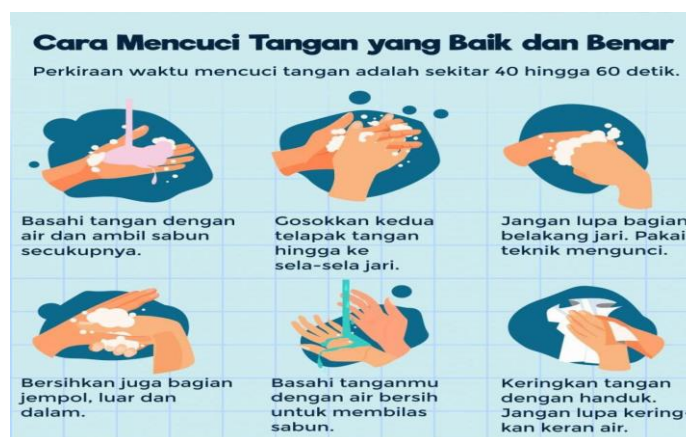 Cara Mencuci Tangan yang Baik dan Benar
Perkiraan waktu mencuci tangan adalah sekitar 40 hingga 60 detik.
Basahi tangan dengan
air dan ambil sabun
secukupnya.
Gosokkan kedua
telapak tangan
hingga ke
sela-sela jari.
Jangan lupa bagian
belakang jari. Pakai
teknik mengunci.
Bersihkan juga bagian
jempol, luar dan
dalam.
Basahi tanganmu
dengan air bersih
untuk membilas
sabun.
Keringkan tangan
dengan handuk.
Jangan lupa kering-
kan keran air.